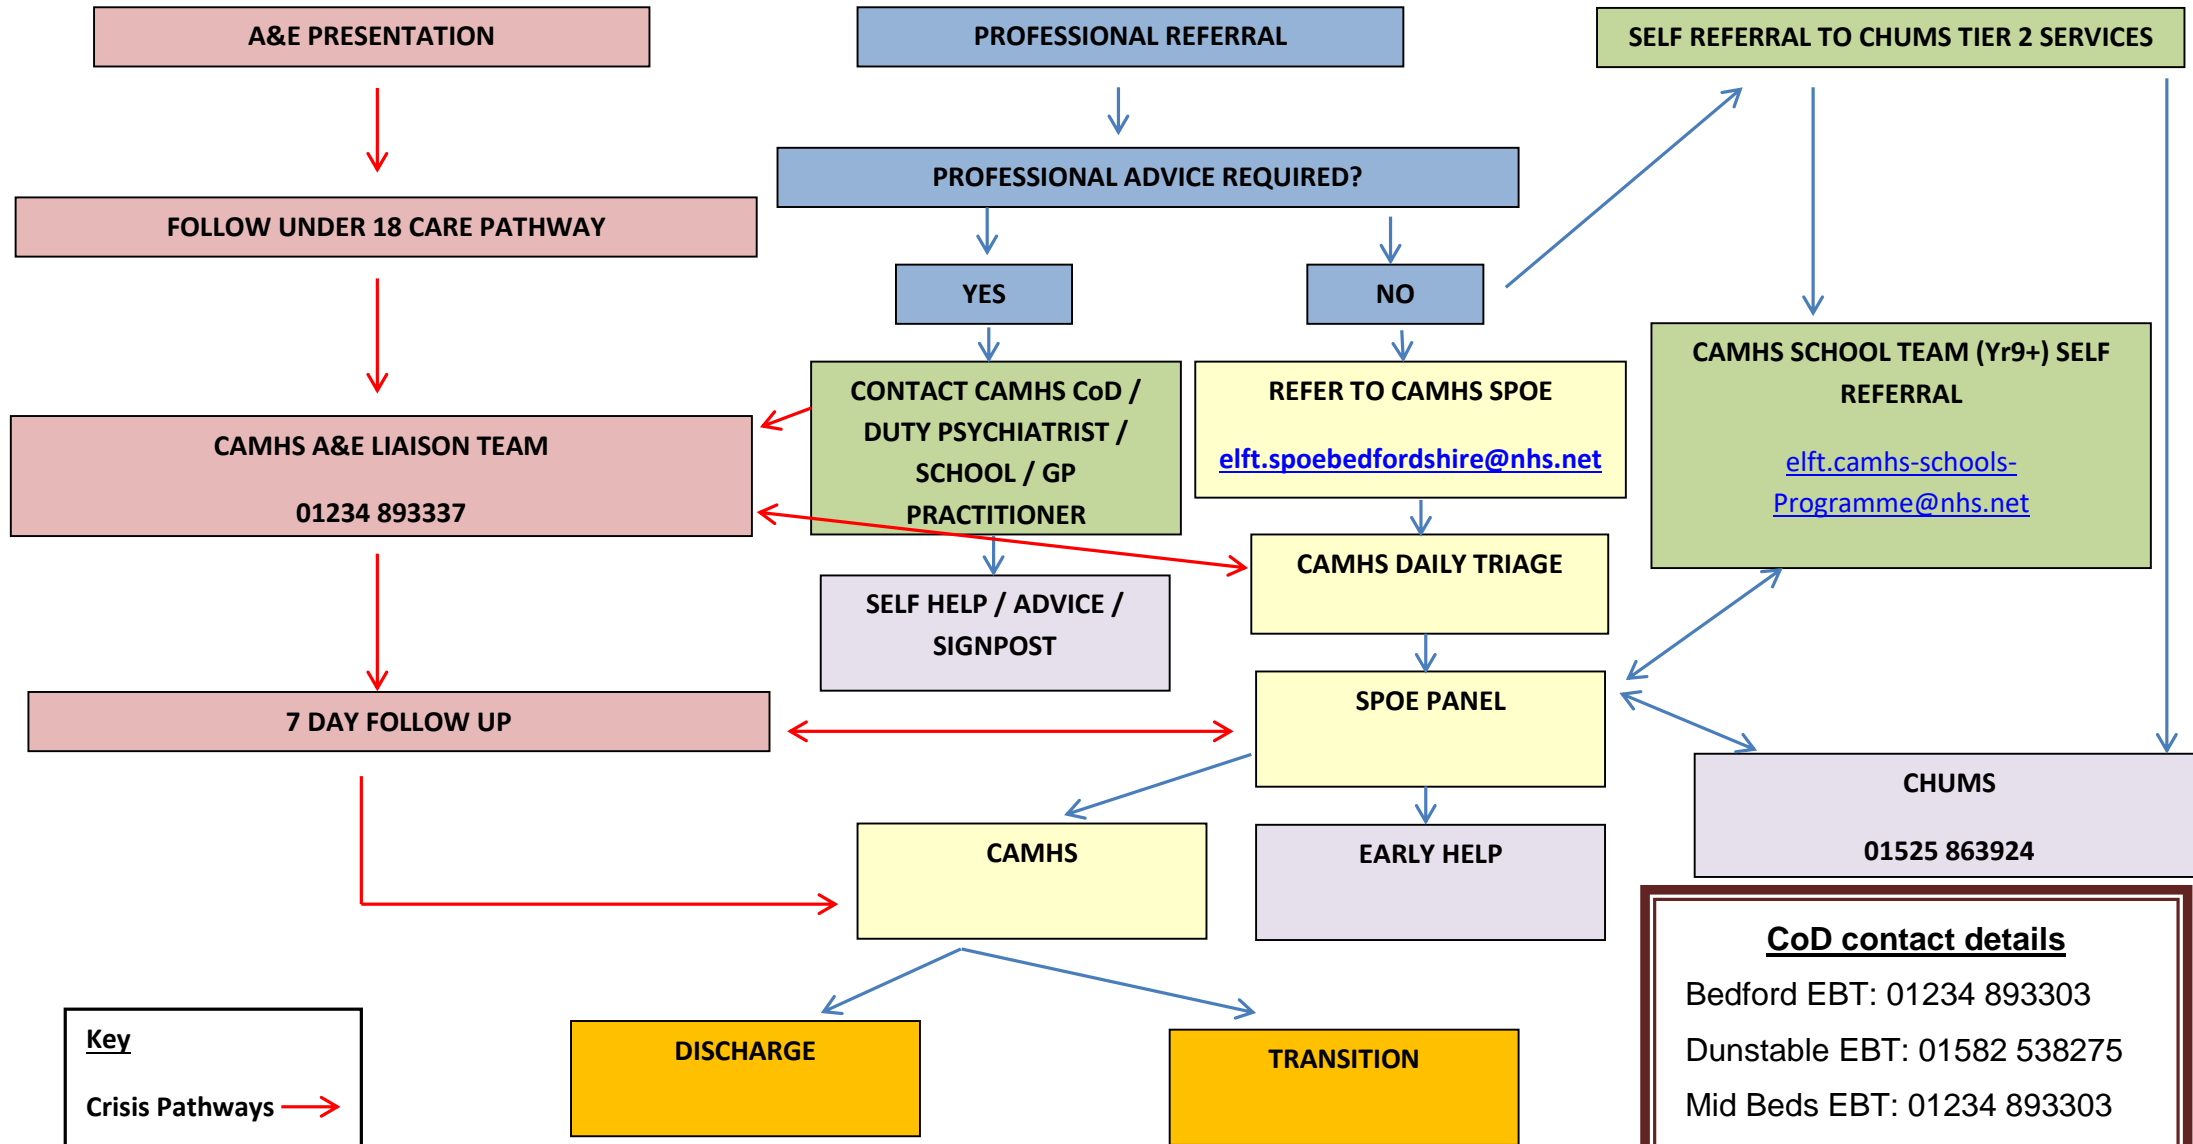 A&E PRESENTATION
PROFESSIONAL REFERRAL
SELF REFERRAL TO CHUMS TIER 2 SERVICES
PROFESSIONAL ADVICE REQUIRED?
FOLLOW UNDER 18 CARE PATHWAY
YES
NO
CONTACT CAMHS CoD /
DUTY PSYCHIATRIST /
SCHOOL / GP
PRACTITIONER
REFER TO CAMHS SPOE
elft.spoebedfordshire@nhs.net
CAMHS SCHOOL TEAM (Yr9+) SELF
REFERRAL
elft.camhs-schools-
Programme@nhs.net
CAMHS A&E LIAISON TEAM
01234 893337
CAMHS DAILY TRIAGE
SELF HELP / ADVICE /
SIGNPOST
7 DAY FOLLOW UP
SPOE PANEL
CHUMS
01525 863924
CAMHS
EARLY HELP
CoD contact details
Bedford EBT: 01234 893303
Dunstable EBT: 01582 538275
Mid Beds EBT: 01234 893303
DISCHARGE
TRANSITION
Key
Crisis Pathways